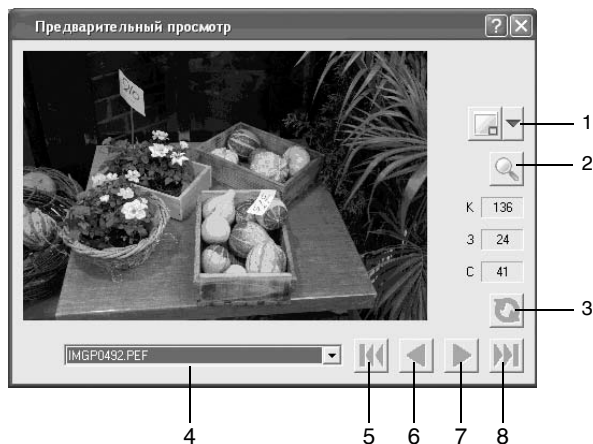 Предварительный просмотр
1
2
К 136
З 24
С 41
3
IMGP0492.PEF
4 5 6 7 8